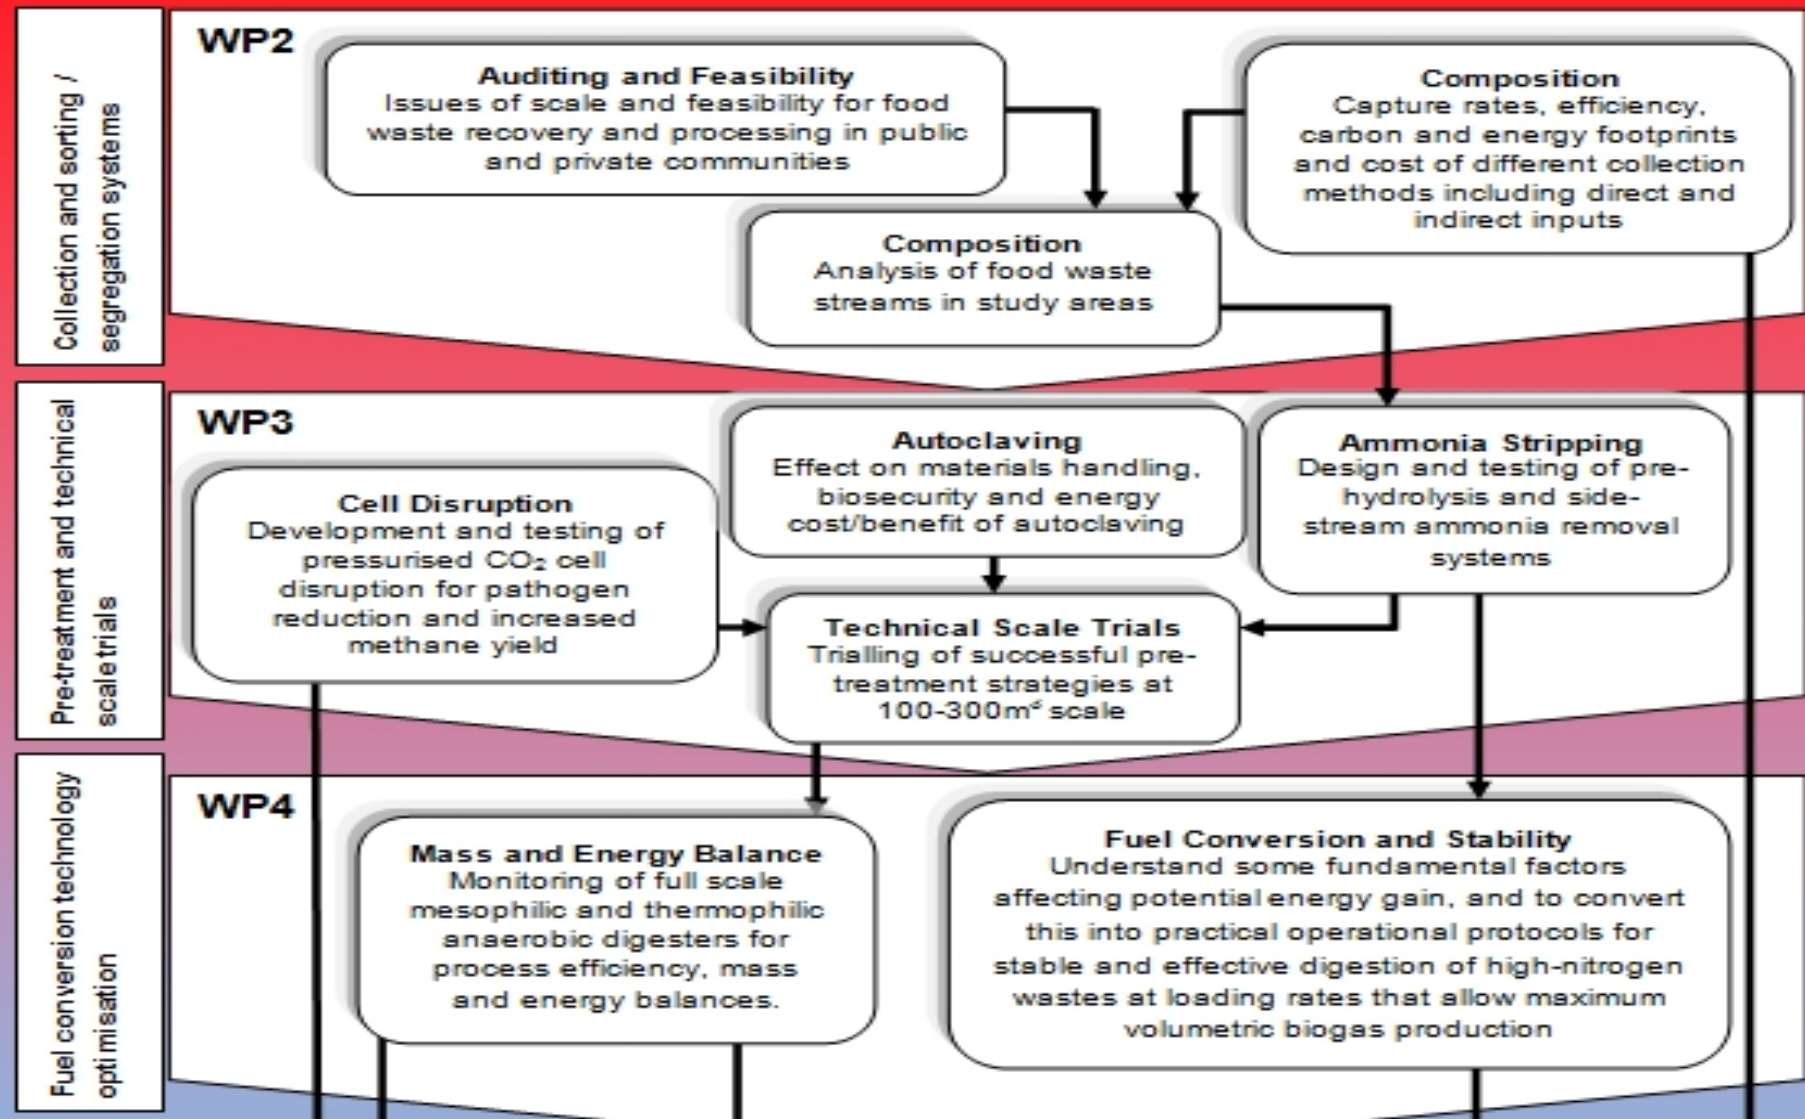 Collection and sorting /
segregation systems
WP2
Auditing and Feasibility
Issues of scale and feasibility for food
waste recovery and processing in public
and private communities
Composition
Capture rates, efficiency,
carbon and energy footprints
and cost of different collection
methods including direct and
indirect inputs
Composition
Analysis of food waste
streams in study areas
Pre-treatment and technical
scale trials
WP3
Cell Disruption
Development and testing of
pressurised CO₂ cell
disruption for pathogen
reduction and increased
methane yield
Autoclaving
Effect on materials handling,
biosecurity and energy
cost/benefit of autoclaving
Ammonia Stripping
Design and testing of pre-
hydrolysis and side-
stream ammonia removal
systems
Technical Scale Trials
Trialling of successful pre-
treatment strategies at
100-300m³ scale
Fuel conversion technology
optimisation
WP4
Mass and Energy Balance
Monitoring of full scale
mesophilic and thermophilic
anaerobic digesters for
process efficiency, mass
and energy balances.
Fuel Conversion and Stability
Understand some fundamental factors
affecting potential energy gain, and to convert
this into practical operational protocols for
stable and effective digestion of high-nitrogen
wastes at loading rates that allow maximum
volumetric biogas production